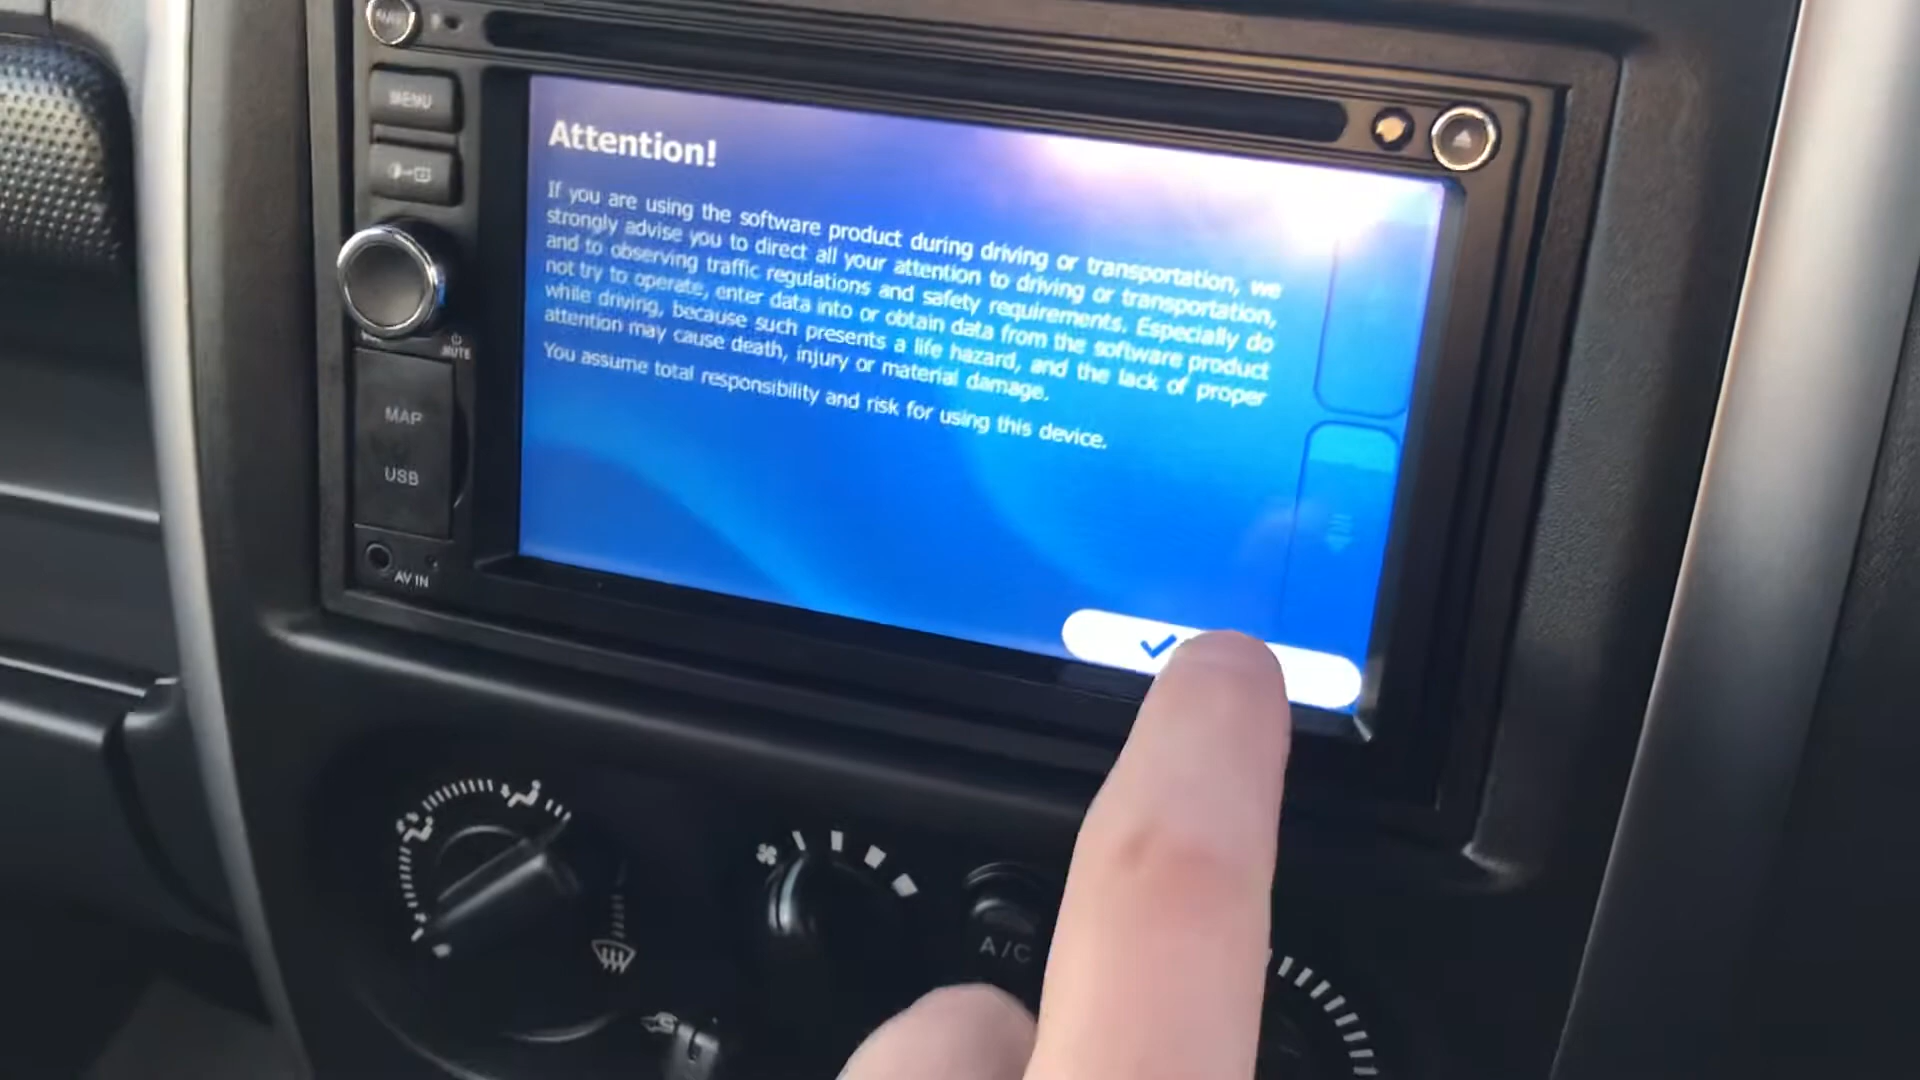 MENU
Attention!
If you are using the software product during driving or transportation, we
strongly advise you to direct all your attention to driving or transportation,
and to observing traffic regulations and safety requirements. Especially do
not try to operate, enter data into or obtain data from the software product
while driving, because such presents a life hazard, and the lack of proper
attention may cause death, injury or material damage.
You assume total responsibility and risk for using this device.
MUTE
MAP
USB
AV IN
A/C